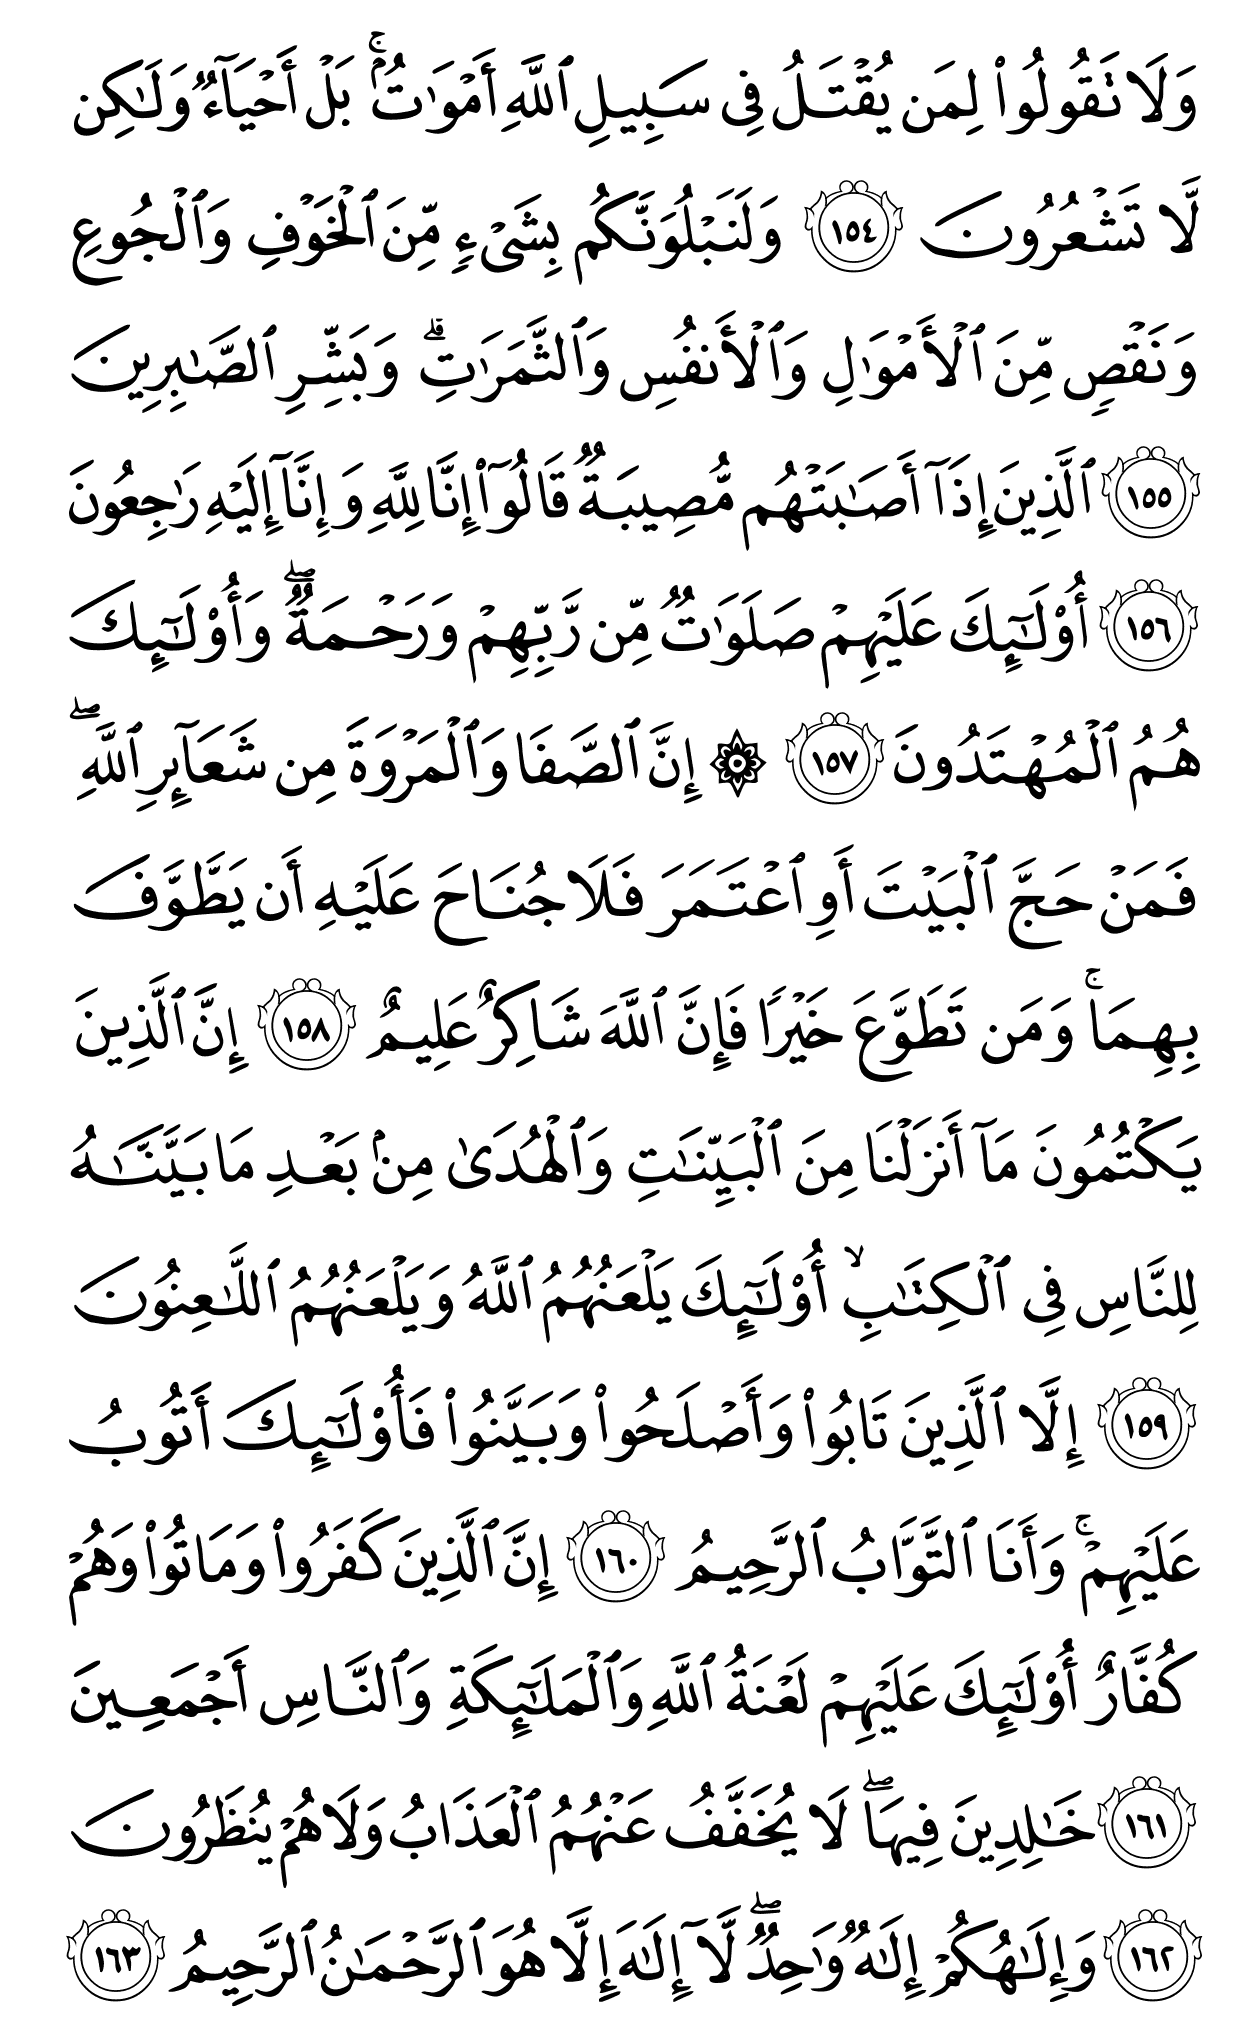 وَلَا تَقُولُوا۟ لِمَن يُقْتَلُ فِى سَبِيلِ ٱللَّهِ أَمْوَٰتٌۢ ۚ بَلْ أَحْيَآءٌ وَلَـٰكِن
لَّا تَشْعُرُونَ ١٥٤ وَلَنَبْلُوَنَّكُم بِشَىْءٍ مِّنَ ٱلْخَوْفِ وَٱلْجُوعِ
وَنَقْصٍ مِّنَ ٱلْأَمْوَٰلِ وَٱلْأَنفُسِ وَٱلثَّمَرَٰتِ ۗ وَبَشِّرِ ٱلصَّـٰبِرِينَ
١٥٥ ٱلَّذِينَ إِذَآ أَصَـٰبَتْهُم مُّصِيبَةٌ قَالُوٓا۟ إِنَّا لِلَّهِ وَإِنَّآ إِلَيْهِ رَٰجِعُونَ
١٥٦ أُو۟لَـٰٓئِكَ عَلَيْهِمْ صَلَوَٰتٌ مِّن رَّبِّهِمْ وَرَحْمَةٌ ۖ وَأُو۟لَـٰٓئِكَ
هُمُ ٱلْمُهْتَدُونَ ١٥٧ ۞ إِنَّ ٱلصَّفَا وَٱلْمَرْوَةَ مِن شَعَآئِرِ ٱللَّهِ ۖ
فَمَنْ حَجَّ ٱلْبَيْتَ أَوِ ٱعْتَمَرَ فَلَا جُنَاحَ عَلَيْهِ أَن يَطَّوَّفَ
بِهِمَا ۚ وَمَن تَطَوَّعَ خَيْرًا فَإِنَّ ٱللَّهَ شَاكِرٌ عَلِيمٌ ١٥٨ إِنَّ ٱلَّذِينَ
يَكْتُمُونَ مَآ أَنزَلْنَا مِنَ ٱلْبَيِّنَـٰتِ وَٱلْهُدَىٰ مِنۢ بَعْدِ مَا بَيَّنَّـٰهُ
لِلنَّاسِ فِى ٱلْكِتَـٰبِ ۙ أُو۟لَـٰٓئِكَ يَلْعَنُهُمُ ٱللَّهُ وَيَلْعَنُهُمُ ٱللَّـٰعِنُونَ
١٥٩ إِلَّا ٱلَّذِينَ تَابُوا۟ وَأَصْلَحُوا۟ وَبَيَّنُوا۟ فَأُو۟لَـٰٓئِكَ أَتُوبُ
عَلَيْهِمْ ۚ وَأَنَا ٱلتَّوَّابُ ٱلرَّحِيمُ ١٦٠ إِنَّ ٱلَّذِينَ كَفَرُوا۟ وَمَاتُوا۟ وَهُمْ
كُفَّارٌ أُو۟لَـٰٓئِكَ عَلَيْهِمْ لَعْنَةُ ٱللَّهِ وَٱلْمَلَـٰٓئِكَةِ وَٱلنَّاسِ أَجْمَعِينَ
١٦١ خَـٰلِدِينَ فِيهَا ۖ لَا يُخَفَّفُ عَنْهُمُ ٱلْعَذَابُ وَلَا هُمْ يُنظَرُونَ
١٦٢ وَإِلَـٰهُكُمْ إِلَـٰهٌ وَٰحِدٌ ۖ لَّآ إِلَـٰهَ إِلَّا هُوَ ٱلرَّحْمَـٰنُ ٱلرَّحِيمُ ١٦٣